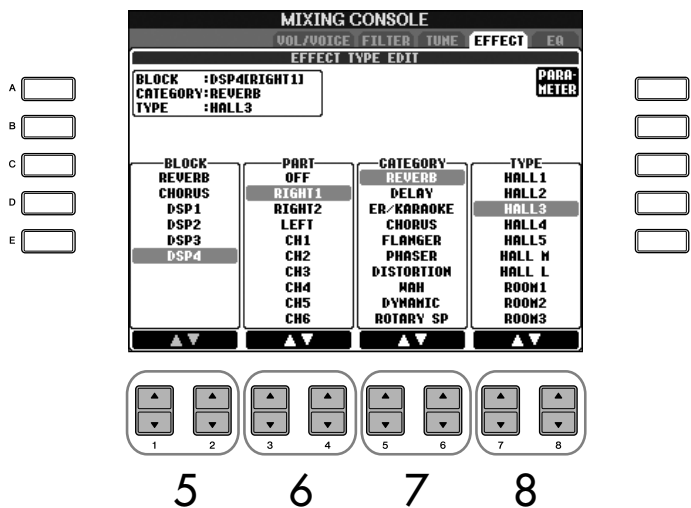 MIXING CONSOLE
VOL/VOICE FILTER TUNE EFFECT EQ
EFFECT TYPE EDIT
BLOCK :DSP4[RIGHT1]
CATEGORY:REVERB
TYPE :HALL3
PARA-
METER
A
B
C
D
E
BLOCK
REVERB
CHORUS
DSP1
DSP2
DSP3
DSP4
PART
OFF
RIGHT1
RIGHT2
LEFT
CH1
CH2
CH3
CH4
CH5
CH6
CATEGORY
REVERB
DELAY
ER/KARAOKE
CHORUS
FLANGER
PHASER
DISTORTION
WAH
DYNAMIC
ROTARY SP
TYPE
HALL1
HALL2
HALL3
HALL4
HALL5
HALL M
HALL L
ROOM1
ROOM2
ROOM3
1 2 3 4 5 6 7 8
5 6 7 8